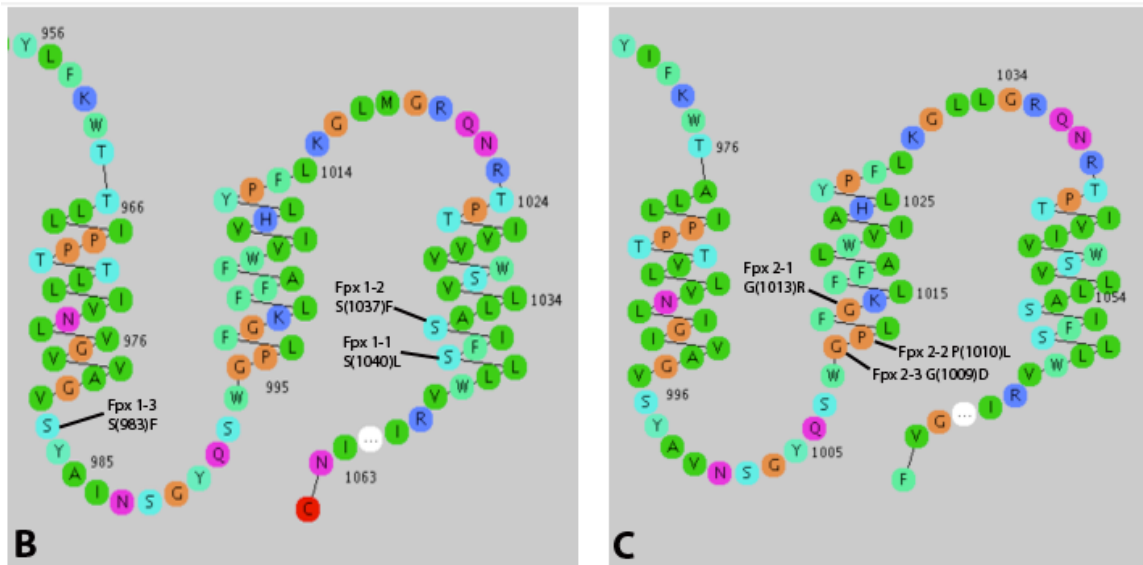 956
Y L F K W T
T L L
966
I P P T
T L L
I V N L
976
V G V
V A G V
S Y A
985
I N S G Y Q S W
G P L
995
K G F
L F F
A W F
I V H V
L
Y P F L
1014
K G L M G R Q N R
T P T
1024
I V V V
W S V
L A S
1034
I F S
L L W V R I ... I N C
1063
Fpx 1-2
S(1037)F
Fpx 1-1
S(1040)L
Fpx 1-3
S(983)F
B
Y I F K W T
976
A L L
I P P T
T V L
V L N L
I G I
V G A V
996
S Y A V N S G Y Q S W
1005
G P L
K G F
L
1015
F F
A W L
I V H A
L
1025
Y P F L
K G L L G R Q N R
1034
T P T
I V I V
W S V
L L A S
1054
F S
L L W V R I ... G V F
Fpx 2-1
G(1013)R
Fpx 2-2 P(1010)L
Fpx 2-3 G(1009)D
C